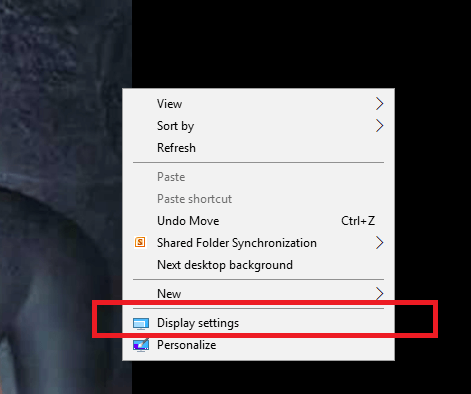 View
Sort by
Refresh
Paste
Paste shortcut
Undo Move Ctrl+Z
S Shared Folder Synchronization
Next desktop background
New
Display settings
Personalize